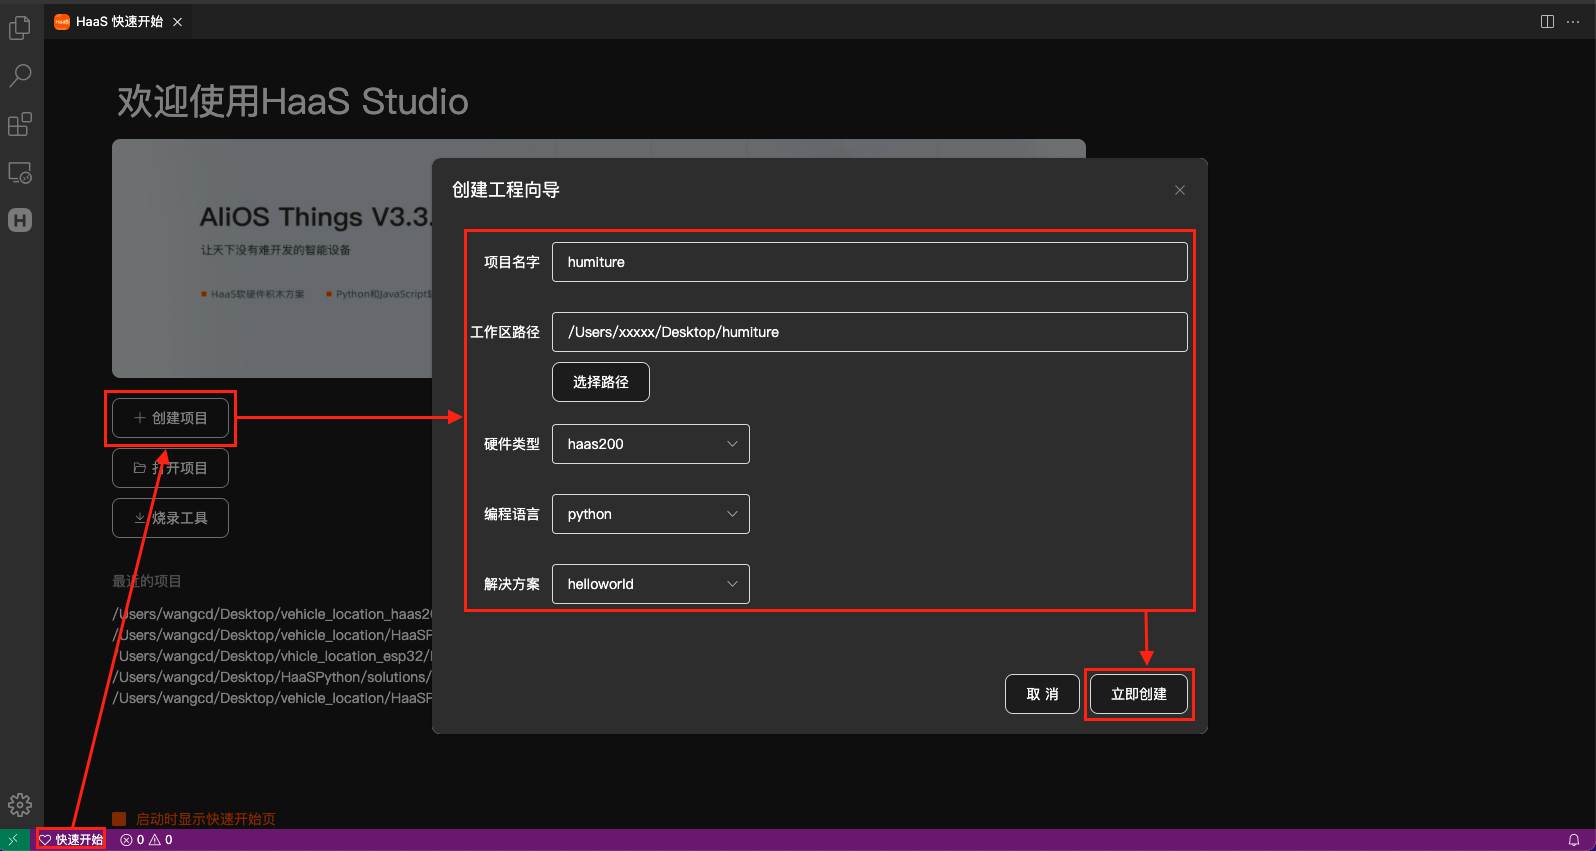 HaaS 快速开始
欢迎使用HaaS Studio
AliOS Things V3.3.
让天下没有难开发的智能设备
HaaS软硬件积木方案
Python和JavaScript
创建项目
打开项目
烧录工具
最近的项目
/Users/wangcd/Desktop/vehicle_location_haas20
/Users/wangcd/Desktop/vehicle_location/HaaSP
/Users/wangcd/Desktop/vhicle_location_esp32/
/Users/wangcd/Desktop/HaaSPython/solutions/
/Users/wangcd/Desktop/vehicle_location/HaaSP
创建工程向导
项目名字 humiture
工作区路径 /Users/xxxxx/Desktop/humiture
选择路径
硬件类型 haas200
编程语言 python
解决方案 helloworld
取 消 立即创建
启动时显示快速开始页
快速开始 0 0